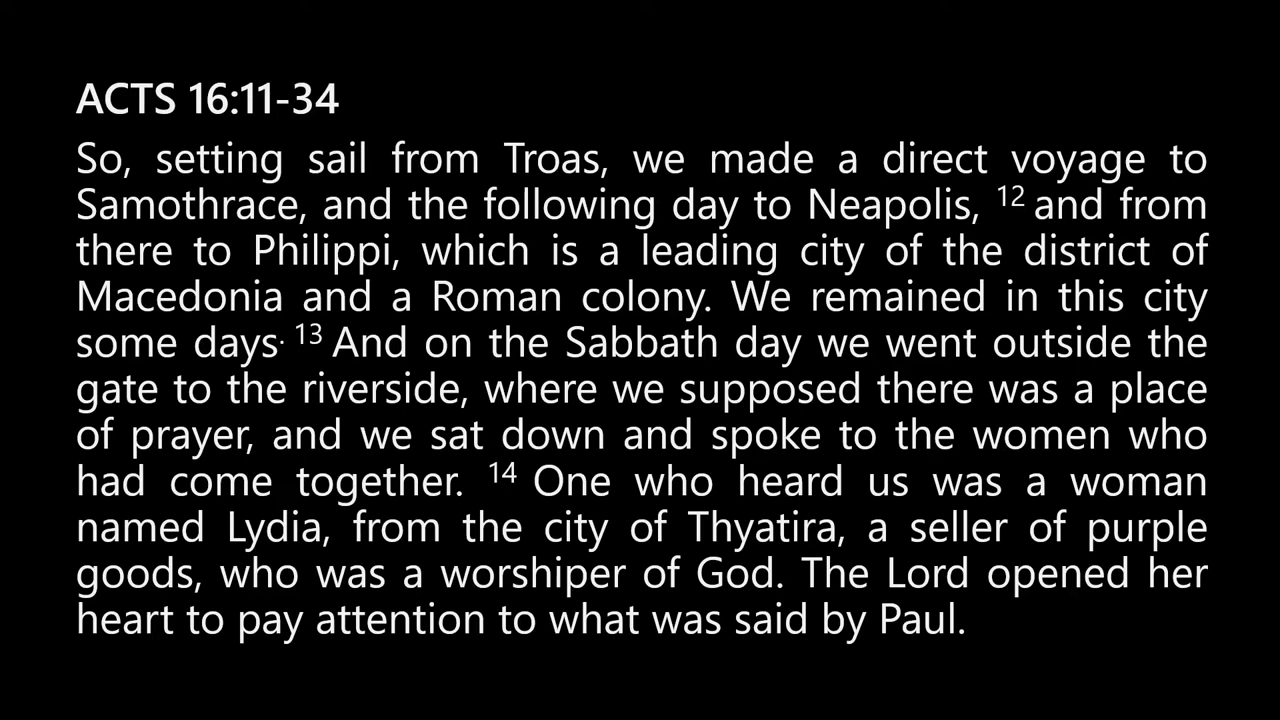 ACTS 16:11-34
So, setting sail from Troas, we made a direct voyage to
Samothrace, and the following day to Neapolis, 12 and from
there to Philippi, which is a leading city of the district of
Macedonia and a Roman colony. We remained in this city
some days. 13 And on the Sabbath day we went outside the
gate to the riverside, where we supposed there was a place
of prayer, and we sat down and spoke to the women who
had come together. 14 One who heard us was a woman
named Lydia, from the city of Thyatira, a seller of purple
goods, who was a worshiper of God. The Lord opened her
heart to pay attention to what was said by Paul.